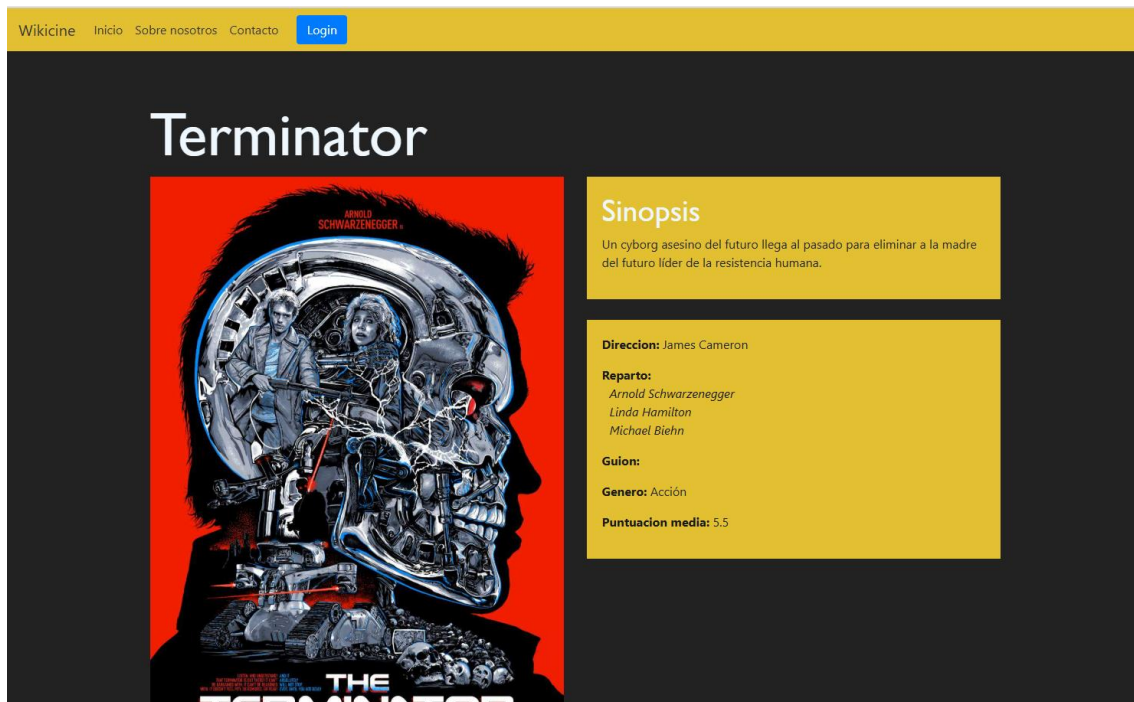 Wikicine Inicio Sobre nosotros Contacto Login
Terminator
ARNOLD
SCHWARZENEGGER
Sinopsis
Un cyborg asesino del futuro llega al pasado para eliminar a la madre
del futuro líder de la resistencia humana.
Direccion: James Cameron
Reparto:
Arnold Schwarzenegger
Linda Hamilton
Michael Biehn
Guion:
Genero: Acción
Puntuacion media: 5.5
THE
TERMINATOR